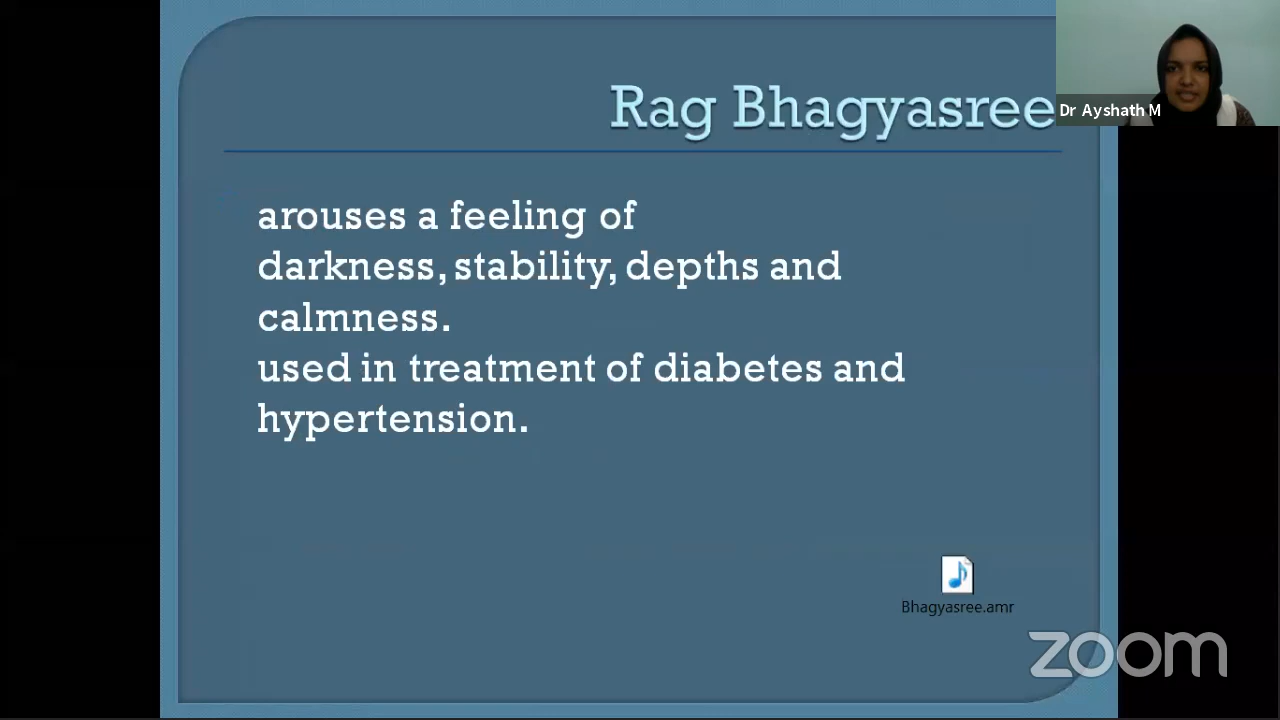 Rag Bhagyasree
Dr Ayshath M
arouses a feeling of
darkness, stability, depths and
calmness.
used in treatment of diabetes and
hypertension.
Bhagyasree.amr
zoom